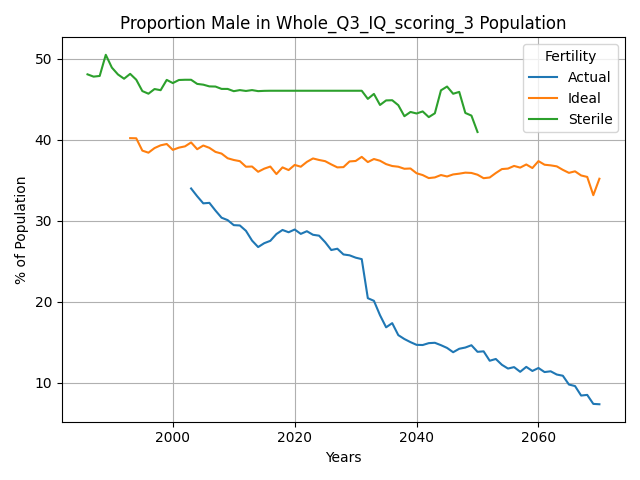 Proportion Male in Whole_Q3_IQ_scoring_3 Population
Fertility
Actual
Ideal
Sterile
% of Population
50
40
30
20
10
2000
2020
2040
2060
Years